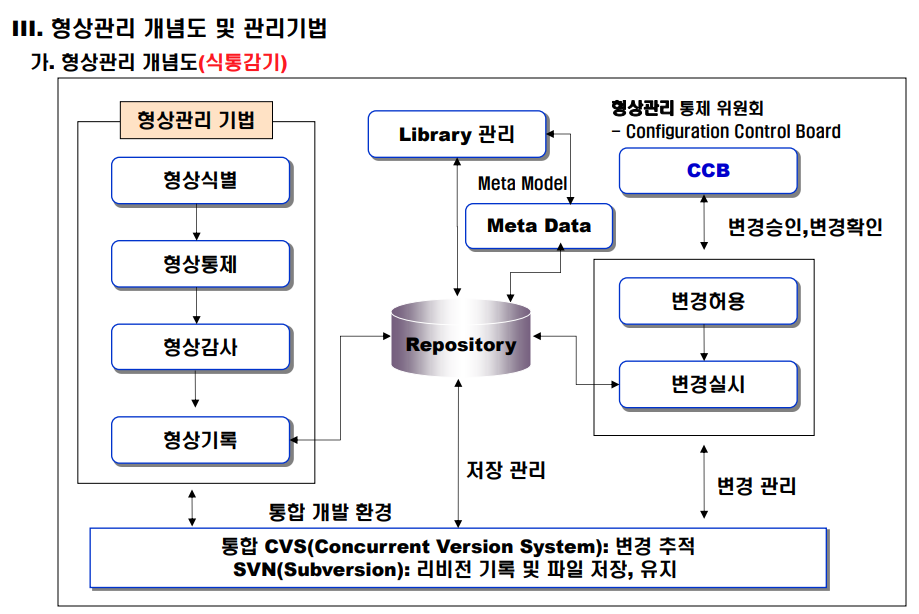 III. 형상관리 개념도 및 관리기법
가. 형상관리 개념도(식통감기)
형상관리 기법
형상식별
형상통제
형상감사
형상기록
Library 관리
Meta Model
Meta Data
Repository
형상관리 통제 위원회
- Configuration Control Board
CCB
변경승인,변경확인
변경허용
변경실시
저장 관리
변경 관리
통합 개발 환경
통합 CVS(Concurrent Version System): 변경 추적
SVN(Subversion): 리비전 기록 및 파일 저장, 유지